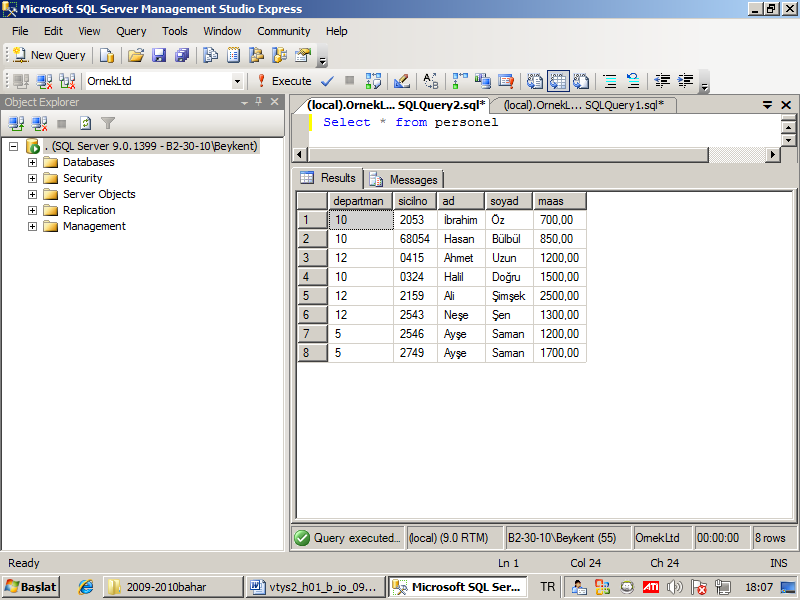 Microsoft SQL Server Management Studio Express
File Edit View Query Tools Window Community Help
New Query
OrnekLtd Execute
Object Explorer
. (SQL Server 9.0.1399 - B2-30-10\Beykent)
Databases
Security
Server Objects
Replication
Management
(local).OrnekL... SQLQuery2.sql* (local).OrnekL... SQLQuery1.sql*
Select * from personel
Results Messages
departman sicilno ad soyad maas
1 10 2053 İbrahim Öz 700,00
2 10 68054 Hasan Bülbül 850,00
3 12 0415 Ahmet Uzun 1200,00
4 10 0324 Halil Doğru 1500,00
5 12 2159 Ali Şimşek 2500,00
6 12 2543 Neşe Şen 1300,00
7 5 2546 Ayşe Saman 1200,00
8 5 2749 Ayşe Saman 1700,00
Query executed... (local) (9.0 RTM) B2-30-10\Beykent (55) OrnekLtd 00:00:00 8 rows
Ready Ln 1 Col 24 Ch 24 INS
Başlat 2009-2010bahar vtys2_h01_b_io_09... Microsoft SQL Ser... TR ATI 18:07